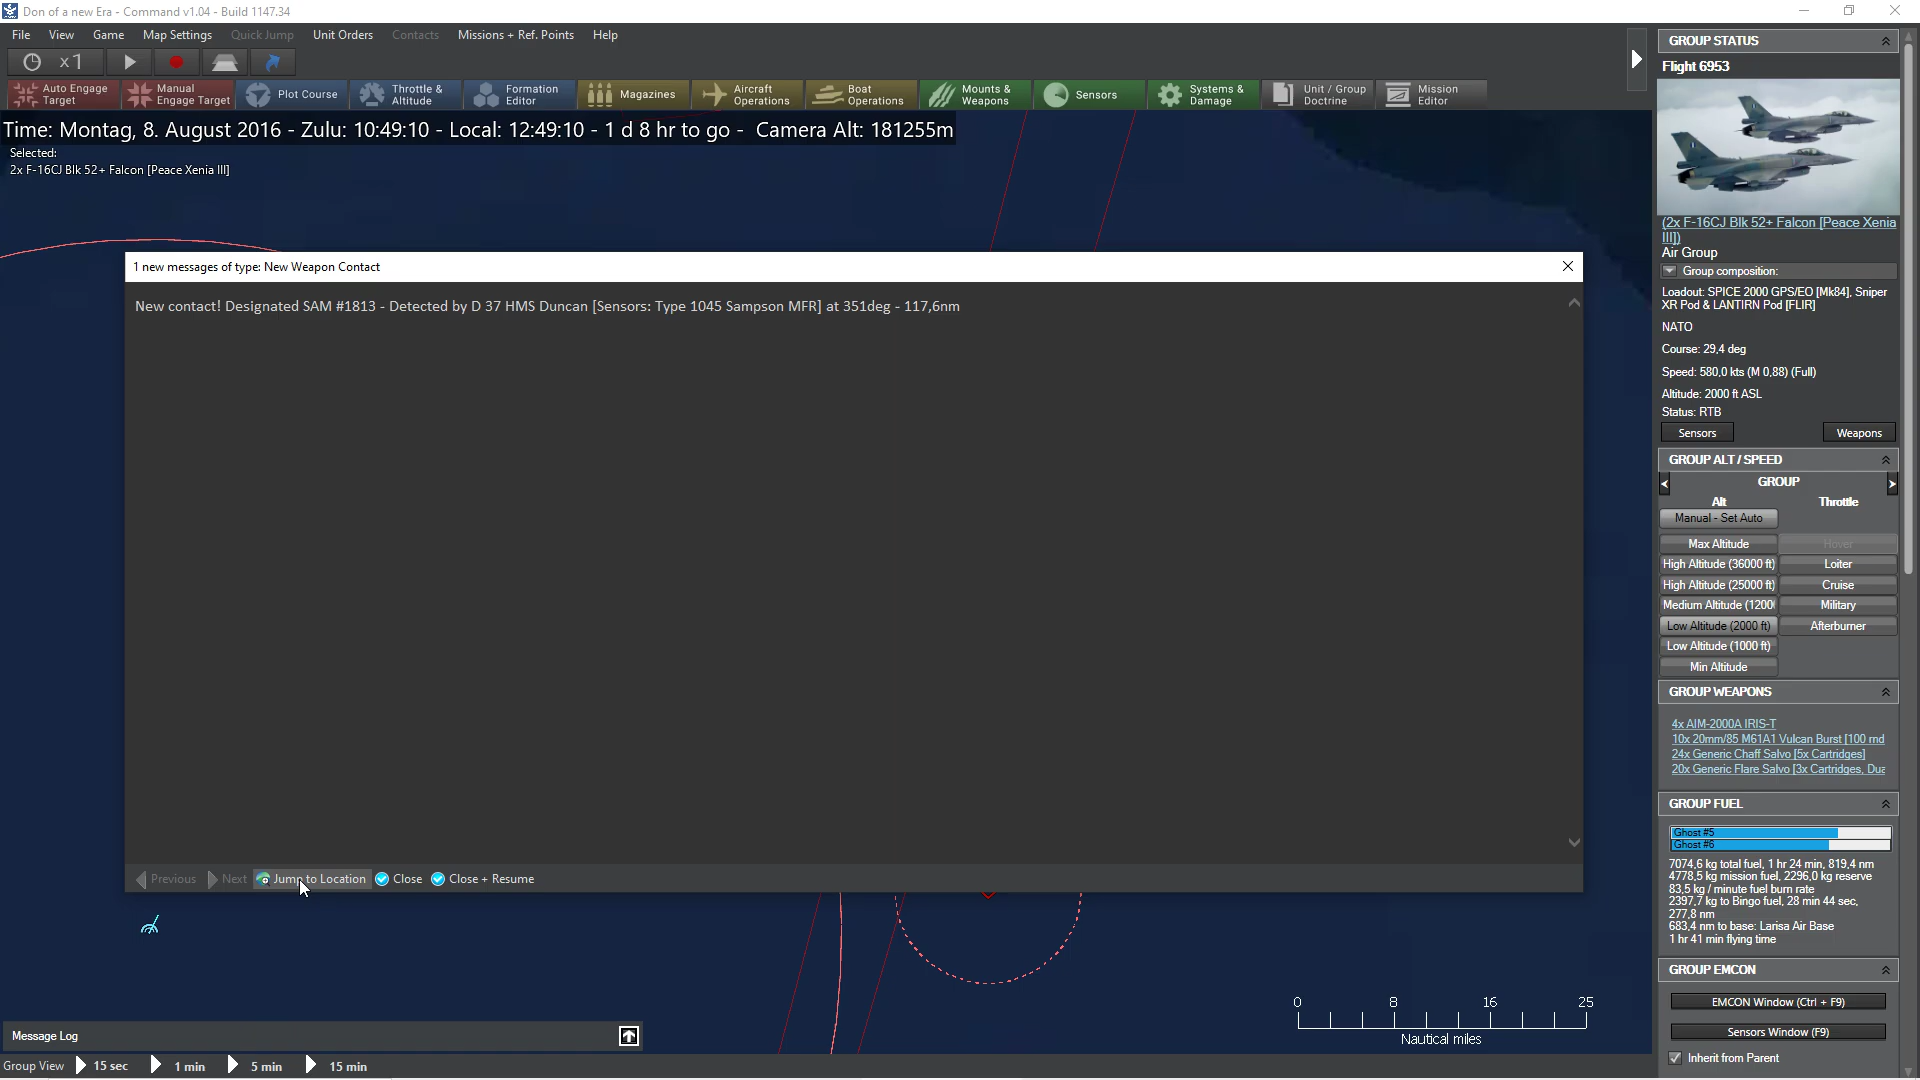 Don of a new Era - Command v1.04 - Build 1147.34
File View Game Map Settings Quick Jump Unit Orders Contacts Missions + Ref. Points Help
x1
Auto Engage Target
Manual Engage Target
Plot Course
Throttle & Altitude
Formation Editor
Magazines
Aircraft Operations
Boat Operations
Mounts & Weapons
Sensors
Systems & Damage
Unit / Group Doctrine
Mission Editor
Time: Montag, 8. August 2016 - Zulu: 10:49:10 - Local: 12:49:10 - 1 d 8 hr to go - Camera Alt: 181255m
Selected:
2x F-16CJ Blk 52+ Falcon [Peace Xenia III]
1 new messages of type: New Weapon Contact
New contact! Designated SAM #1813 - Detected by D 37 HMS Duncan [Sensors: Type 1045 Sampson MFR] at 351deg - 117,6nm
Previous Next Jump to Location Close Close + Resume
0 8 16 25
Nautical miles
Message Log
Group View 15 sec 1 min 5 min 15 min
GROUP STATUS
Flight 6953
(2x F-16CJ Blk 52+ Falcon [Peace Xenia
III])
Air Group
Group composition:
Loadout: SPICE 2000 GPS/EO [Mk84], Sniper
XR Pod & LANTIRN Pod [FLIR]
NATO
Course: 29,4 deg
Speed: 580,0 kts (M 0,88) (Full)
Altitude: 2000 ft ASL
Status: RTB
Sensors Weapons
GROUP ALT / SPEED
< GROUP >
Alt Throttle
Manual - Set Auto
Max Altitude Hover
High Altitude (36000 ft) Loiter
High Altitude (25000 ft) Cruise
Medium Altitude (1200 Military
Low Altitude (2000 ft) Afterburner
Low Altitude (1000 ft)
Min Altitude
GROUP WEAPONS
4x AIM-2000A IRIS-T
10x 20mm/85 M61A1 Vulcan Burst [100 rnd
24x Generic Chaff Salvo [5x Cartridges]
20x Generic Flare Salvo [3x Cartridges, Dua
GROUP FUEL
Ghost #5
Ghost #6
7074,6 kg total fuel, 1 hr 24 min, 819,4 nm
4778,5 kg mission fuel, 2296,0 kg reserve
83,5 kg / minute fuel burn rate
2397,7 kg to Bingo fuel, 28 min 44 sec,
277,8 nm
683,4 nm to base: Larisa Air Base
1 hr 41 min flying time
GROUP EMCON
EMCON Window (Ctrl + F9)
Sensors Window (F9)
Inherit from Parent